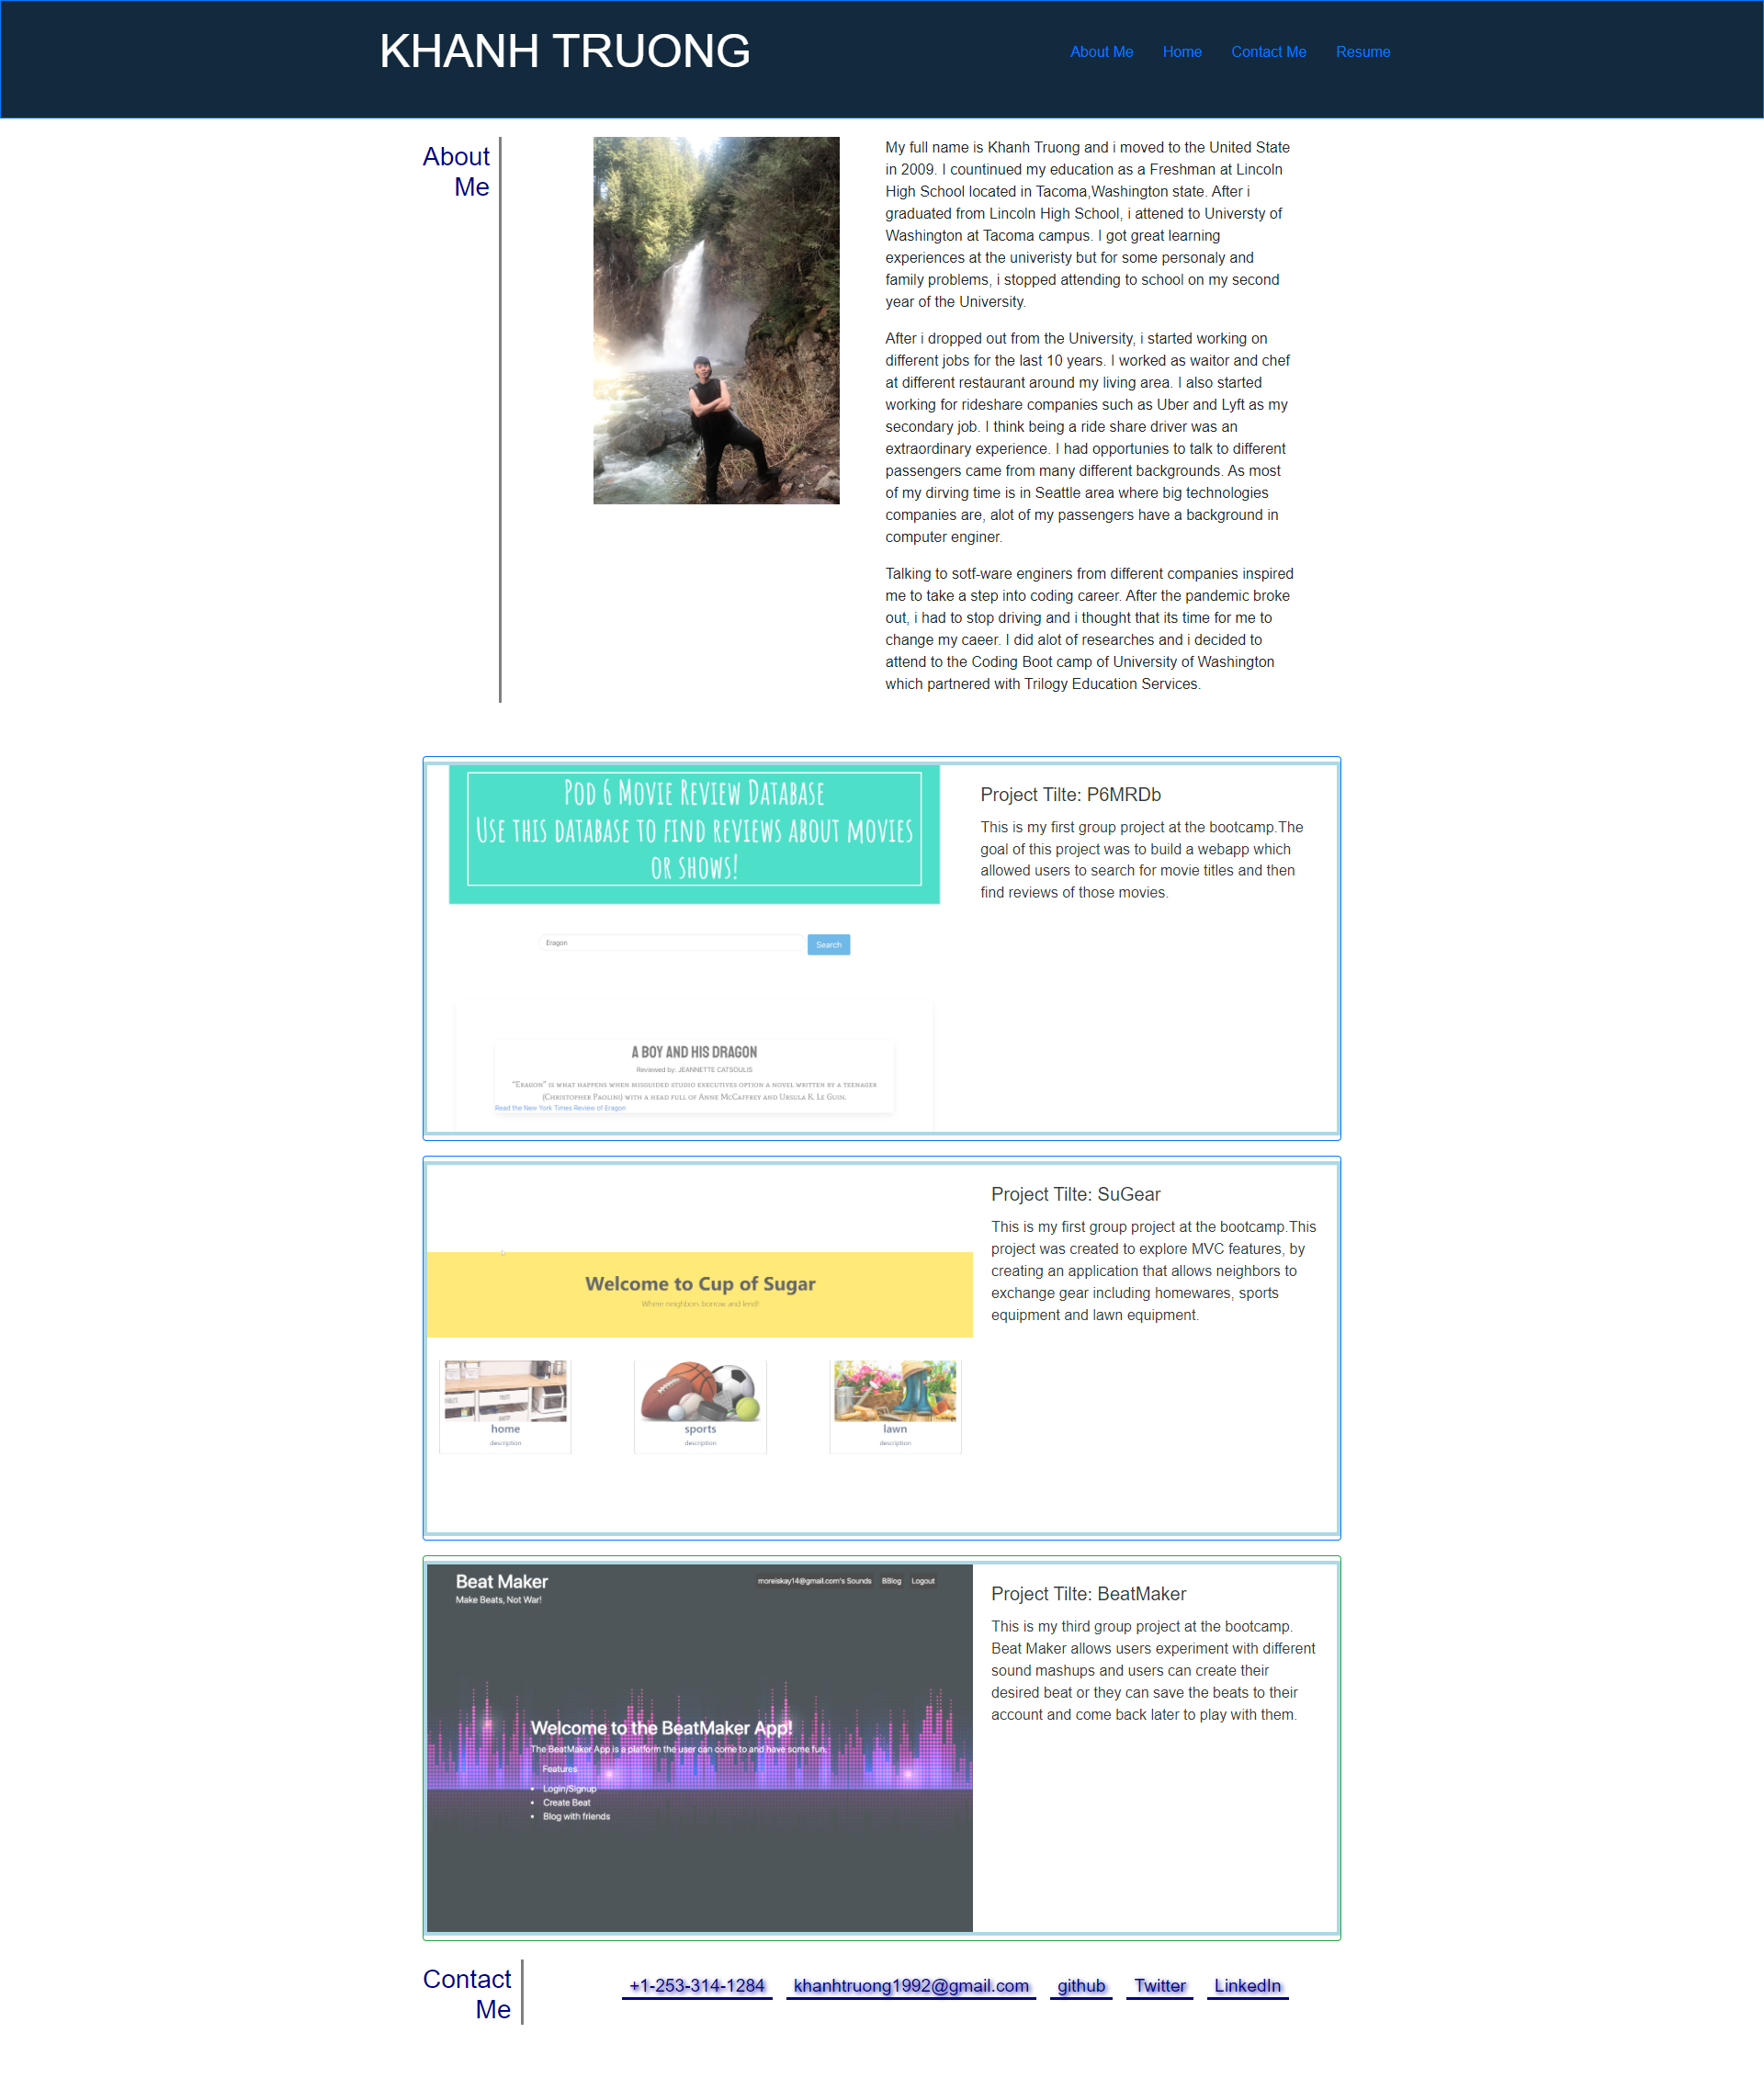 KHANH TRUONG
About Me Home Contact Me Resume
About
Me
My full name is Khanh Truong and i moved to the United State
in 2009. I countinued my education as a Freshman at Lincoln
High School located in Tacoma,Washington state. After i
graduated from Lincoln High School, i attened to Universty of
Washington at Tacoma campus. I got great learning
experiences at the univeristy but for some personaly and
family problems, i stopped attending to school on my second
year of the University.
After i dropped out from the University, i started working on
different jobs for the last 10 years. I worked as waitor and chef
at different restaurant around my living area. I also started
working for rideshare companies such as Uber and Lyft as my
secondary job. I think being a ride share driver was an
extraordinary experience. I had opportunies to talk to different
passengers came from many different backgrounds. As most
of my dirving time is in Seattle area where big technologies
companies are, alot of my passengers have a background in
computer enginer.
Talking to sotf-ware enginers from different companies inspired
me to take a step into coding career. After the pandemic broke
out, i had to stop driving and i thought that its time for me to
change my caeer. I did alot of researches and i decided to
attend to the Coding Boot camp of University of Washington
which partnered with Trilogy Education Services.
Pod 6 Movie Review Database
Use this database to find reviews about movies
or shows!
Eragon
Search
A BOY AND HIS DRAGON
Reviewed by: JEANNETTE CATSOULIS
"Eragon" is what happens when misguided studio executives option a novel written by a teenager
(Christopher Paolini) with a head full of Anne McCaffrey and Ursula K. Le Guin.
Read the New York Times Review of Eragon
Project Tilte: P6MRDb
This is my first group project at the bootcamp.The
goal of this project was to build a webapp which
allowed users to search for movie titles and then
find reviews of those movies.
Welcome to Cup of Sugar
Where neighbors borrow and lend!
home
description
sports
description
lawn
description
Project Tilte: SuGear
This is my first group project at the bootcamp.This
project was created to explore MVC features, by
creating an application that allows neighbors to
exchange gear including homewares, sports
equipment and lawn equipment.
Beat Maker
Make Beats, Not War!
moreiskay14@gmail.com's Sounds BBlog Logout
Welcome to the BeatMaker App!
The BeatMaker App is a platform the user can come to and have some fun.
Features
• Login/Signup
• Create Beat
• Blog with friends
Project Tilte: BeatMaker
This is my third group project at the bootcamp.
Beat Maker allows users experiment with different
sound mashups and users can create their
desired beat or they can save the beats to their
account and come back later to play with them.
Contact
Me
+1-253-314-1284 khanhtruong1992@gmail.com github Twitter LinkedIn